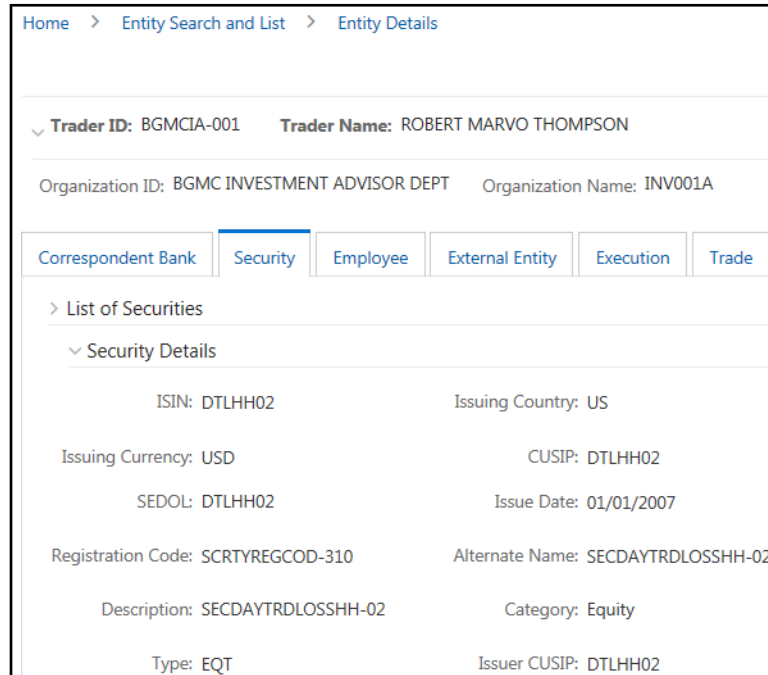 Home > Entity Search and List > Entity Details
Trader ID: BGMCIA-001 Trader Name: ROBERT MARVO THOMPSON
Organization ID: BGMC INVESTMENT ADVISOR DEPT Organization Name: INV001A
Correspondent Bank Security Employee External Entity Execution Trade
List of Securities
Security Details
ISIN: DTLHH02 Issuing Country: US
Issuing Currency: USD CUSIP: DTLHH02
SEDOL: DTLHH02 Issue Date: 01/01/2007
Registration Code: SCRTYREGCOD-310 Alternate Name: SECDAYTRDLOSSHH-02
Description: SECDAYTRDLOSSHH-02 Category: Equity
Type: EQT Issuer CUSIP: DTLHH02